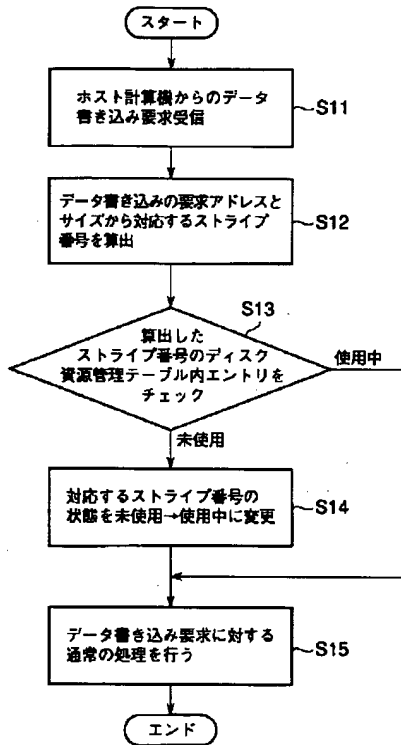 スタート
ホスト計算機からのデータ
書き込み要求受信
S11
データ書き込みの要求アドレスと
サイズから対応するストライプ
番号を算出
S12
S13
算出した
ストライプ番号のディスク
資源管理テーブル内エントリを
チェック
使用中
未使用
対応するストライプ番号の
状態を未使用→使用中に変更
S14
データ書き込み要求に対する
通常の処理を行う
S15
エンド